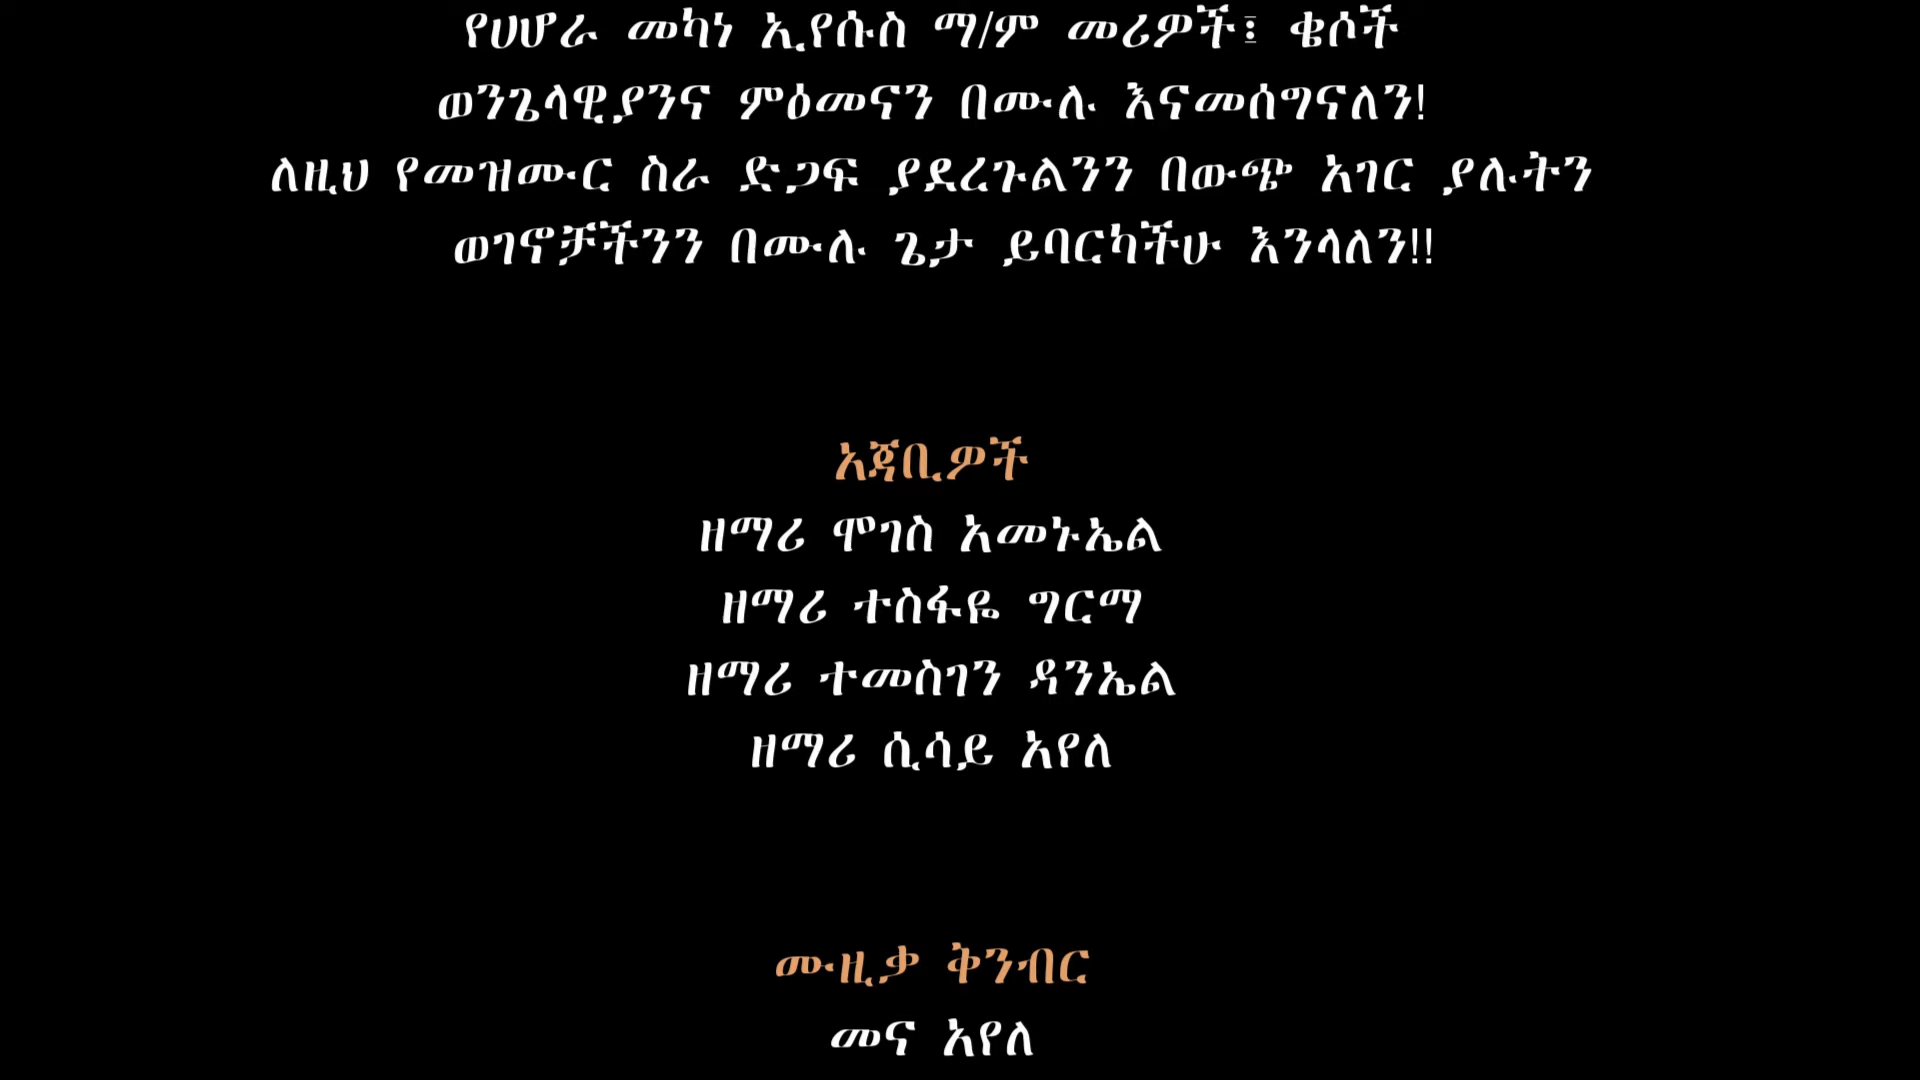 የሀሆራ መካነ ኢየሱስ ማ/ም መሪዎች፤ ቄሶች
ወንጌላዊያንና ምዕመናን በሙሉ እናመሰግናለን!
ለዚህ የመዝሙር ስራ ድጋፍ ያደረጉልንን በውጭ አገር ያሉትን
ወገኖቻችንን በሙሉ ጌታ ይባርካችሁ እንላለን!!
አጃቢዎች
ዘማሪ ሞገስ አመኑኤል
ዘማሪ ተስፋዬ ግርማ
ዘማሪ ተመስገን ዳንኤል
ዘማሪ ሲሳይ አየለ
ሙዚቃ ቅንብር
መና አየለ